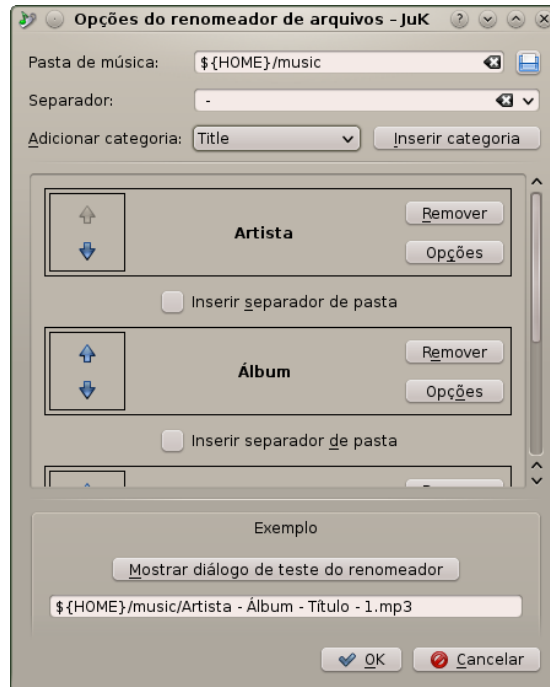 Opções do renomeador de arquivos – JuK
Pasta de música: ${HOME}/music
Separador: -
Adicionar categoria: Title Inserir categoria
Remover
Artista
Opções
Inserir separador de pasta
Remover
Álbum
Opções
Inserir separador de pasta
Exemplo
Mostrar diálogo de teste do renomeador
${HOME}/music/Artista - Álbum - Título - 1.mp3
OK Cancelar